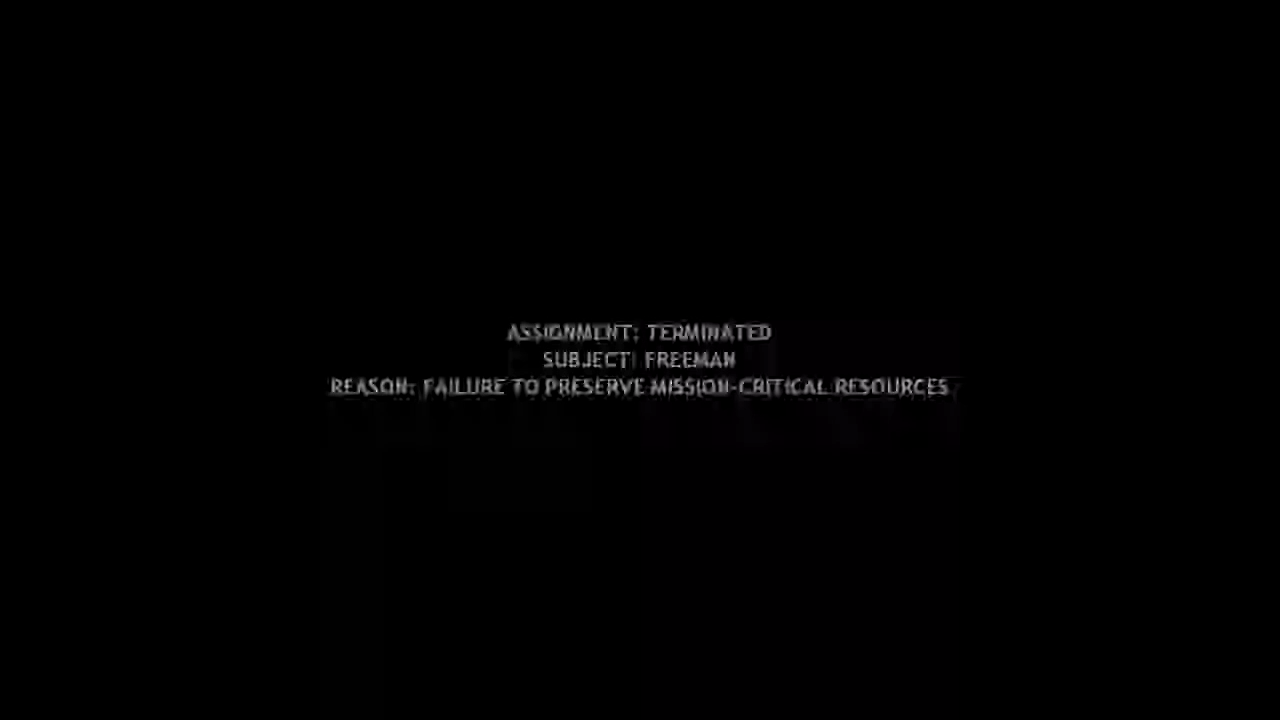 ASSIGNMENT: TERMINATED
SUBJECT: FREEMAN
REASON: FAILURE TO PRESERVE MISSION-CRITICAL RESOURCES